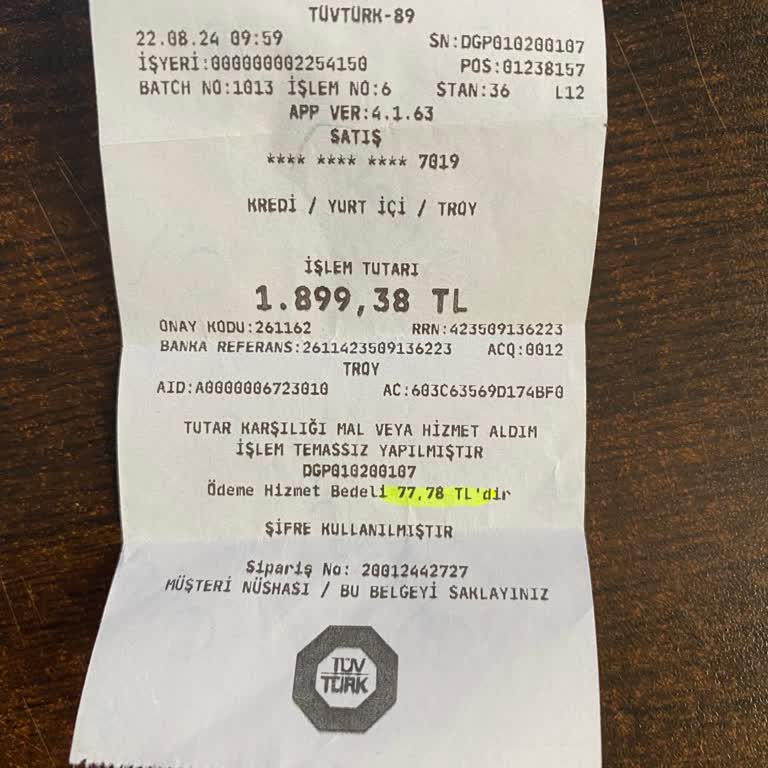 TÜVTÜRK-89
22.08.24 09:59 SN:DGP010200107
İŞYERİ:000000002254150 POS:01238157
BATCH NO:1013 İŞLEM NO:6 STAN:36 L12
APP VER:4.1.63
SATIŞ
**** **** **** 7019
KREDİ / YURT İÇİ / TROY
İŞLEM TUTARI
1.899,38 TL
ONAY KODU:261162 RRN:423509136223
BANKA REFERANS:2611423509136223 ACQ:0012
TROY
AID:A0000006723010 AC:603C63569D174BF0
TUTAR KARŞILIĞI MAL VEYA HİZMET ALDIM
İŞLEM TEMASSIZ YAPILMIŞTIR
DGP010200107
Ödeme Hizmet Bedeli 77,78 TL'dir
ŞİFRE KULLANILMIŞTIR
Sipariş No: 20012442727
MÜŞTERİ NÜSHASI / BU BELGEYİ SAKLAYINIZ
TÜV
TÜRK